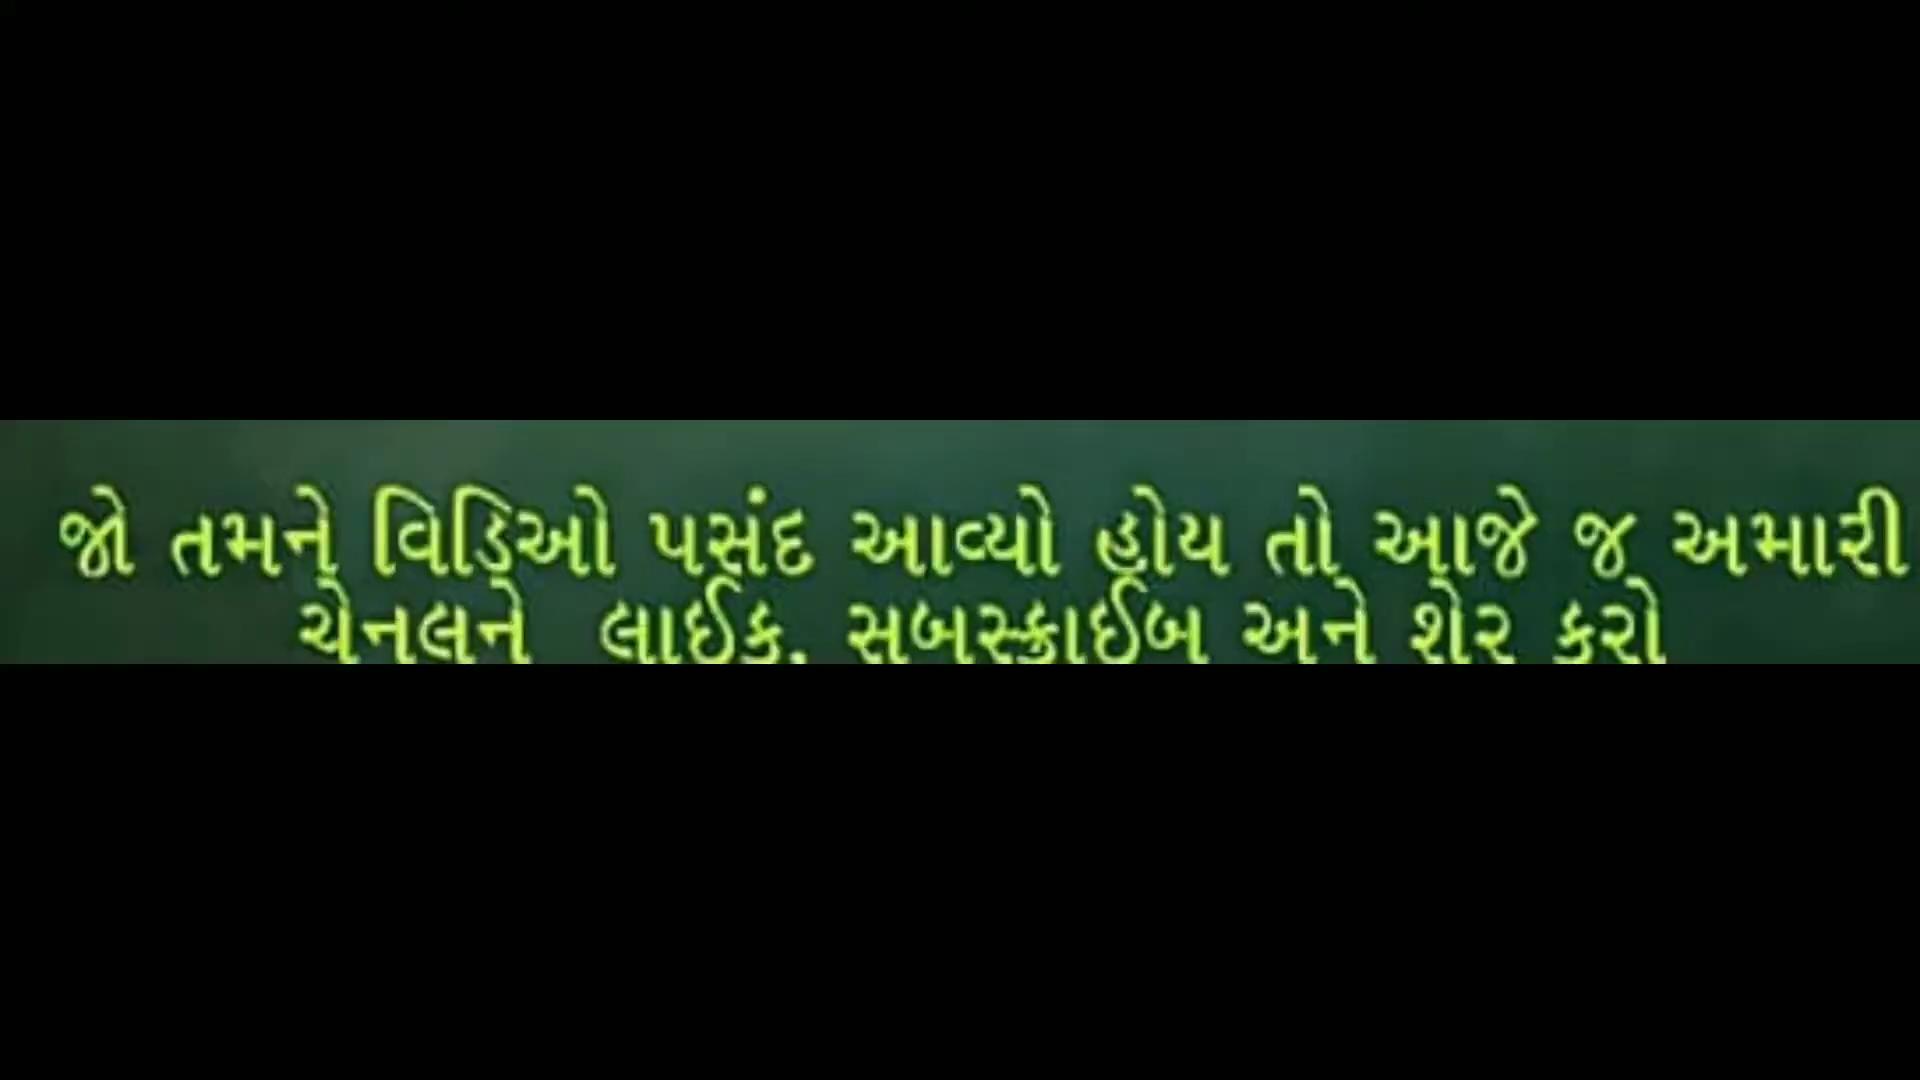 જો તમને વિડિઓ પસંદ આવ્યો હોય તો આજે જ અમારી
ચેનલને લાઈક, સબસ્ક્રાઈબ અને શેર કરો